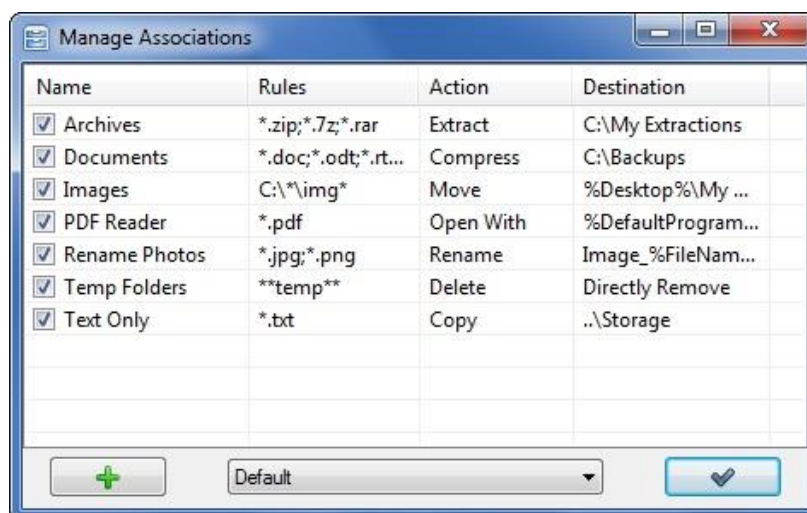 Manage Associations
Name Rules Action Destination
Archives *.zip;*.7z;*.rar Extract C:\My Extractions
Documents *.doc;*.odt;*.rt... Compress C:\Backups
Images C:\*\img* Move %Desktop%\My ...
PDF Reader *.pdf Open With %DefaultProgram...
Rename Photos *.jpg;*.png Rename Image_%FileNam...
Temp Folders **temp** Delete Directly Remove
Text Only *.txt Copy ..\Storage
Default